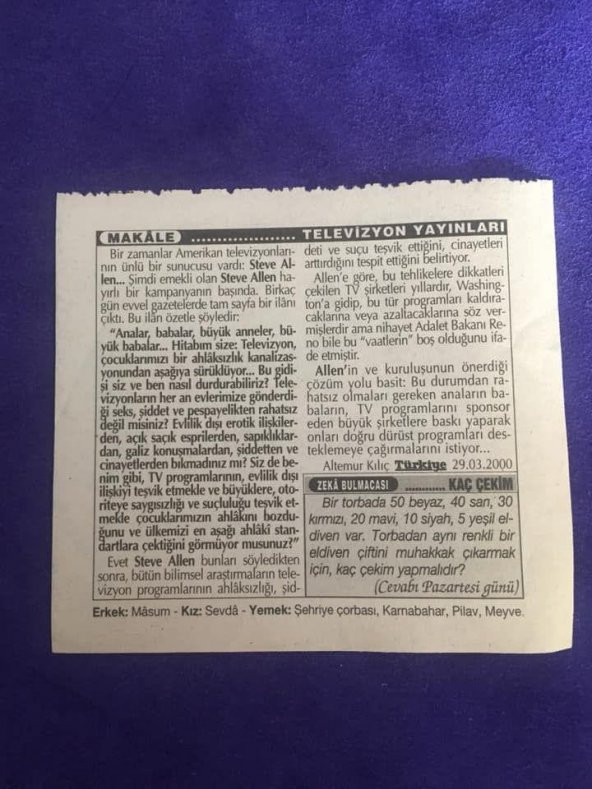 MAKÂLE .................... TELEVİZYON YAYINLARI
Bir zamanlar Amerikan televizyonları-
nın ünlü bir sunucusu vardı: Steve Al-
len... Şimdi emekli olan Steve Allen ha-
yırlı bir kampanyanın başında. Birkaç
gün evvel gazetelerde tam sayfa bir ilânı
çıktı. Bu ilân özetle şöyledir:
"Analar, babalar, büyük anneler, bü-
yük babalar... Hitabım size: Televizyon,
çocuklarımızı bir ahlâksızlık kanalizas-
yonundan aşağıya sürüklüyor... Bu gidi-
şi siz ve ben nasıl durdurabiliriz? Tele-
vizyonların her an evlerimize gönderdi-
ği seks, şiddet ve pespayelikten rahatsız
değil misiniz? Evlilik dışı erotik ilişkiler-
den, açık saçık esprilerden, sapıklıklar-
dan, galiz konuşmalardan, şiddetten ve
cinayetlerden bıkmadınız mı? Siz de be-
nim gibi, TV programlarının, evlilik dışı
ilişkiyi teşvik etmekle ve büyüklere, oto-
riteye saygısızlığı ve suçluluğu teşvik et-
mekle çocuklarımızın ahlâkını bozdu-
ğunu ve ülkemizi en aşağı ahlâki stan-
dartlara çektiğini görmüyor musunuz?"
Evet Steve Allen bunları söyledikten
sonra, bütün bilimsel araştırmaların tele-
vizyon programlarının ahlâksızlığı, şid-
deti ve suçu teşvik ettiğini, cinayetleri
arttırdığını tespit ettiğini belirtiyor.
Allen'e göre, bu tehlikelere dikkatleri
çekilen TV şirketleri yıllardır, Washing-
ton'a gidip, bu tür programları kaldıra-
caklarına veya azaltacaklarına söz ver-
mişlerdir ama nihayet Adalet Bakanı Re-
no bile bu "vaatlerin" boş olduğunu ifa-
de etmiştir.
Allen'in ve kuruluşunun önerdiği
çözüm yolu basit: Bu durumdan ra-
hatsız olmaları gereken anaların ba-
baların, TV programlarını sponsor
eden büyük şirketlere baskı yaparak
onları doğru dürüst programları des-
teklemeye çağırmalarını istiyor...
Altemur Kılıç Türkiye 29.03.2000
ZEKÂ BULMACASI ........ KAÇ ÇEKİM
Bir torbada 50 beyaz, 40 sarı, 30
kırmızı, 20 mavi, 10 siyah, 5 yeşil el-
diven var. Torbadan aynı renkli bir
eldiven çiftini muhakkak çıkarmak
için, kaç çekim yapmalıdır?
(Cevabı Pazartesi günü)
Erkek: Mâsum - Kız: Sevdâ - Yemek: Şehriye çorbası, Karnabahar, Pilav, Meyve.